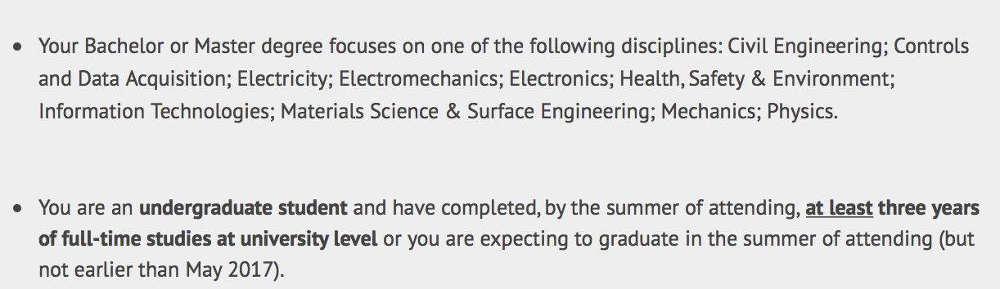 • Your Bachelor or Master degree focuses on one of the following disciplines: Civil Engineering; Controls
and Data Acquisition; Electricity; Electromechanics; Electronics; Health, Safety & Environment;
Information Technologies; Materials Science & Surface Engineering; Mechanics; Physics.
• You are an undergraduate student and have completed, by the summer of attending, at least three years
of full-time studies at university level or you are expecting to graduate in the summer of attending (but
not earlier than May 2017).